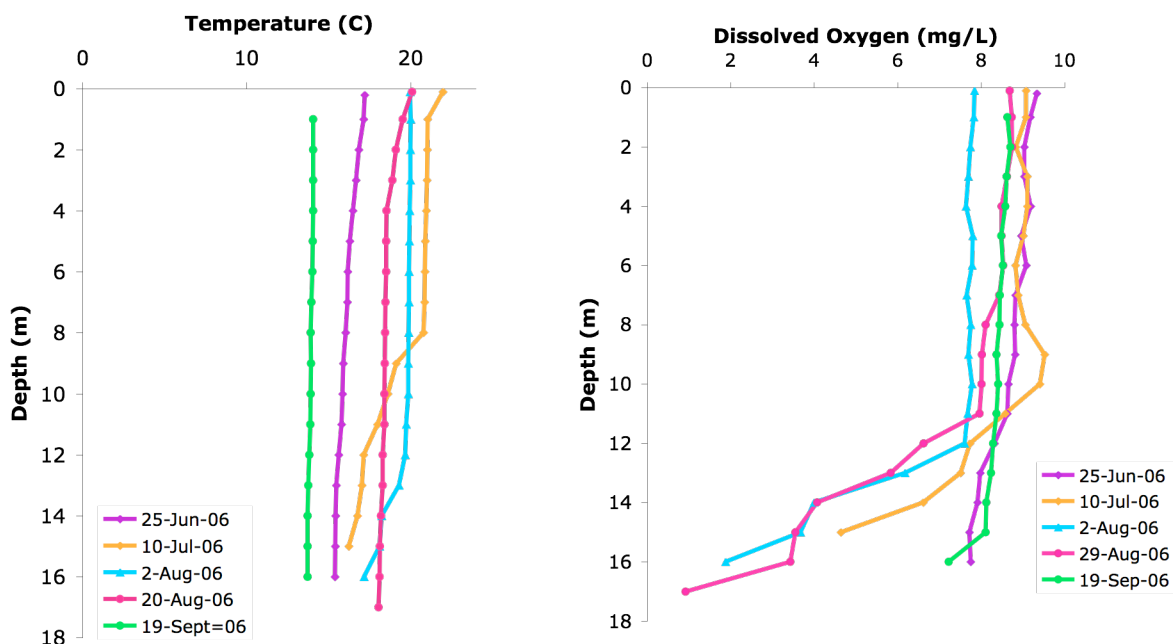 Temperature (C)
0 10 20
0
2
4
6
8
10
12
14
16
18
Depth (m)
25-Jun-06
10-Jul-06
2-Aug-06
20-Aug-06
19-Sept=06
Dissolved Oxygen (mg/L)
0 2 4 6 8 10
0
2
4
6
8
10
12
14
16
18
Depth (m)
25-Jun-06
10-Jul-06
2-Aug-06
29-Aug-06
19-Sep-06